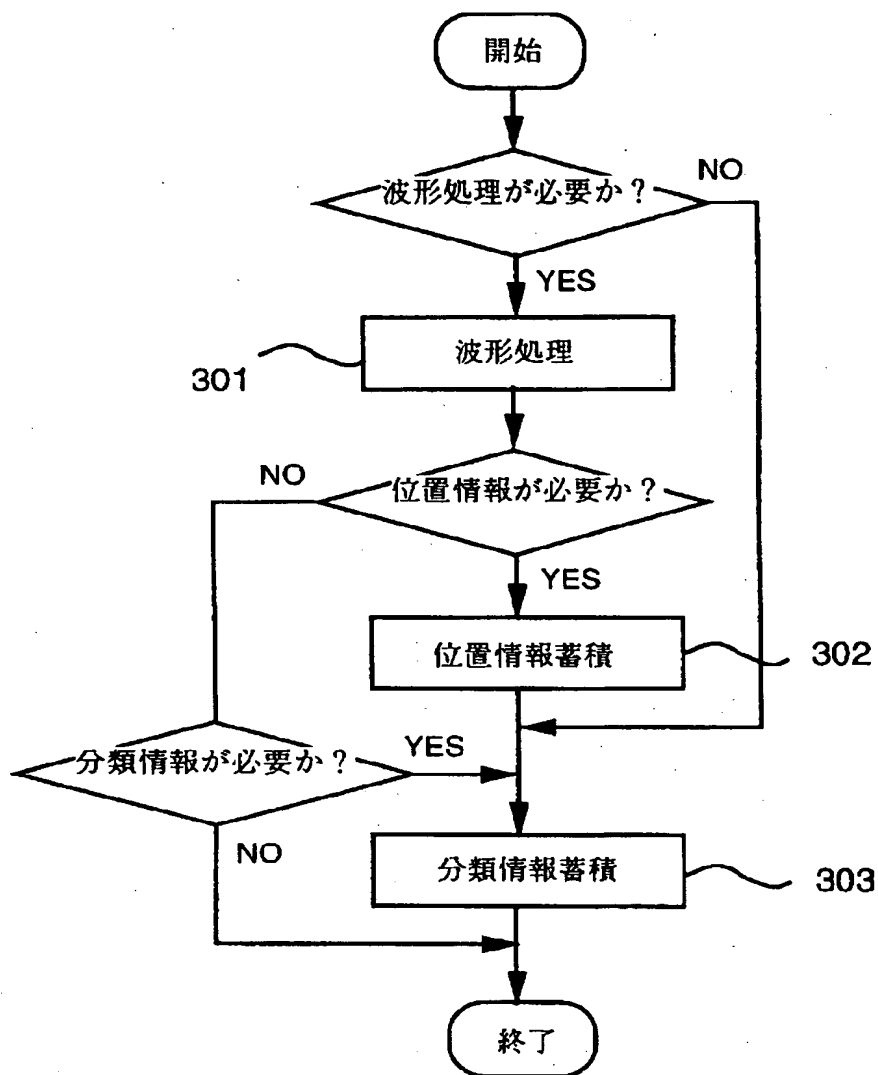 開始
波形処理が必要か？
NO
YES
波形処理
301
NO
位置情報が必要か？
YES
位置情報蓄積
302
分類情報が必要か？
YES
NO
分類情報蓄積
303
終了